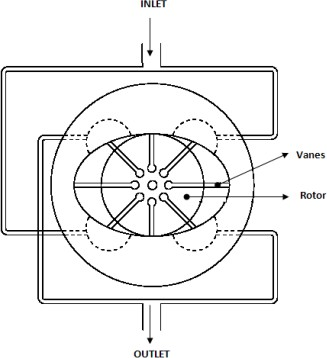 INLET
Vanes
Rotor
OUTLET